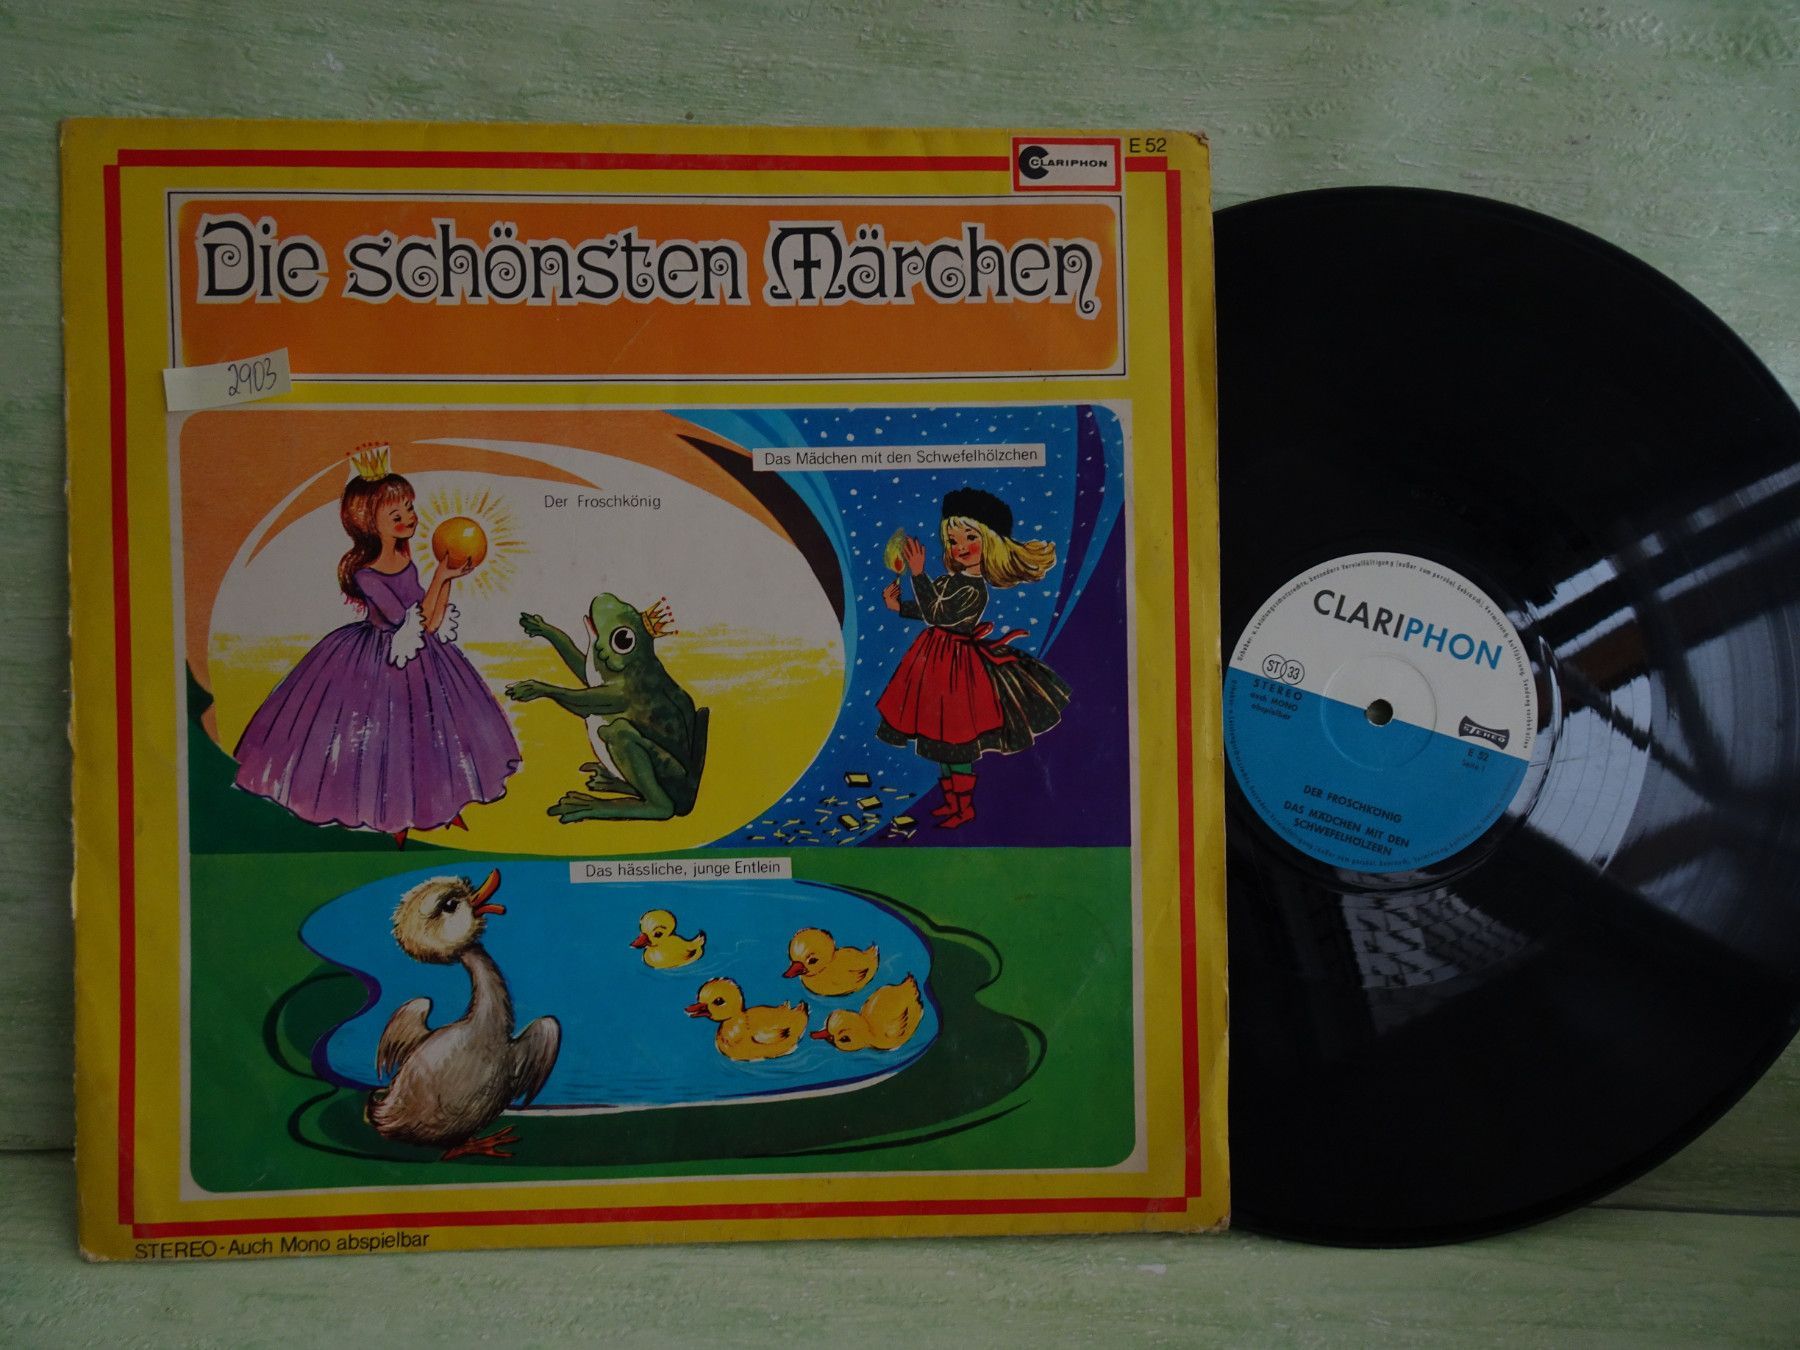 CLARIPHON
E 52
Die schönsten Märchen
2903
Das Mädchen mit den Schwefelhölzchen
Der Froschkönig
Das hässliche, junge Entlein
STEREO - Auch Mono abspielbar
CLARIPHON
ST 33
STEREO
auch MONO
abspielbar
STEREO
E 52
Seite 1
DER FROSCHKÖNIG
DAS MÄDCHEN MIT DEN
SCHWEFELHÖLZERN